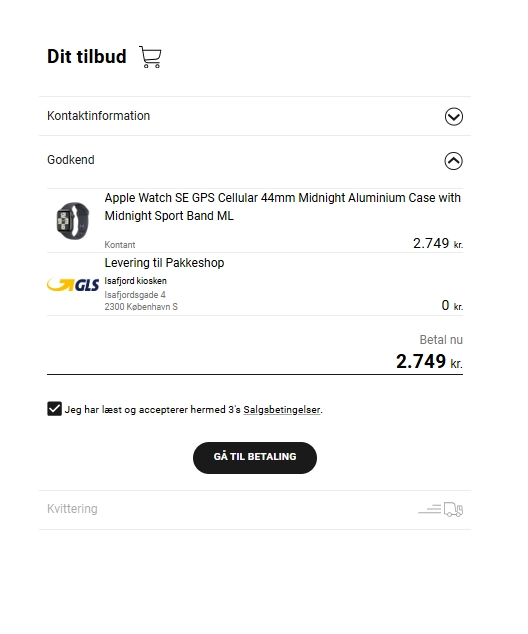 Dit tilbud
Kontaktinformation
Godkend
Apple Watch SE GPS Cellular 44mm Midnight Aluminium Case with
Midnight Sport Band ML
Kontant
2.749 kr.
Levering til Pakkeshop
GLS
Isafjord kiosken
Isafjordsgade 4
2300 København S
0 kr.
Betal nu
2.749 kr.
Jeg har læst og accepterer hermed 3's Salgsbetingelser.
GÅ TIL BETALING
Kvittering